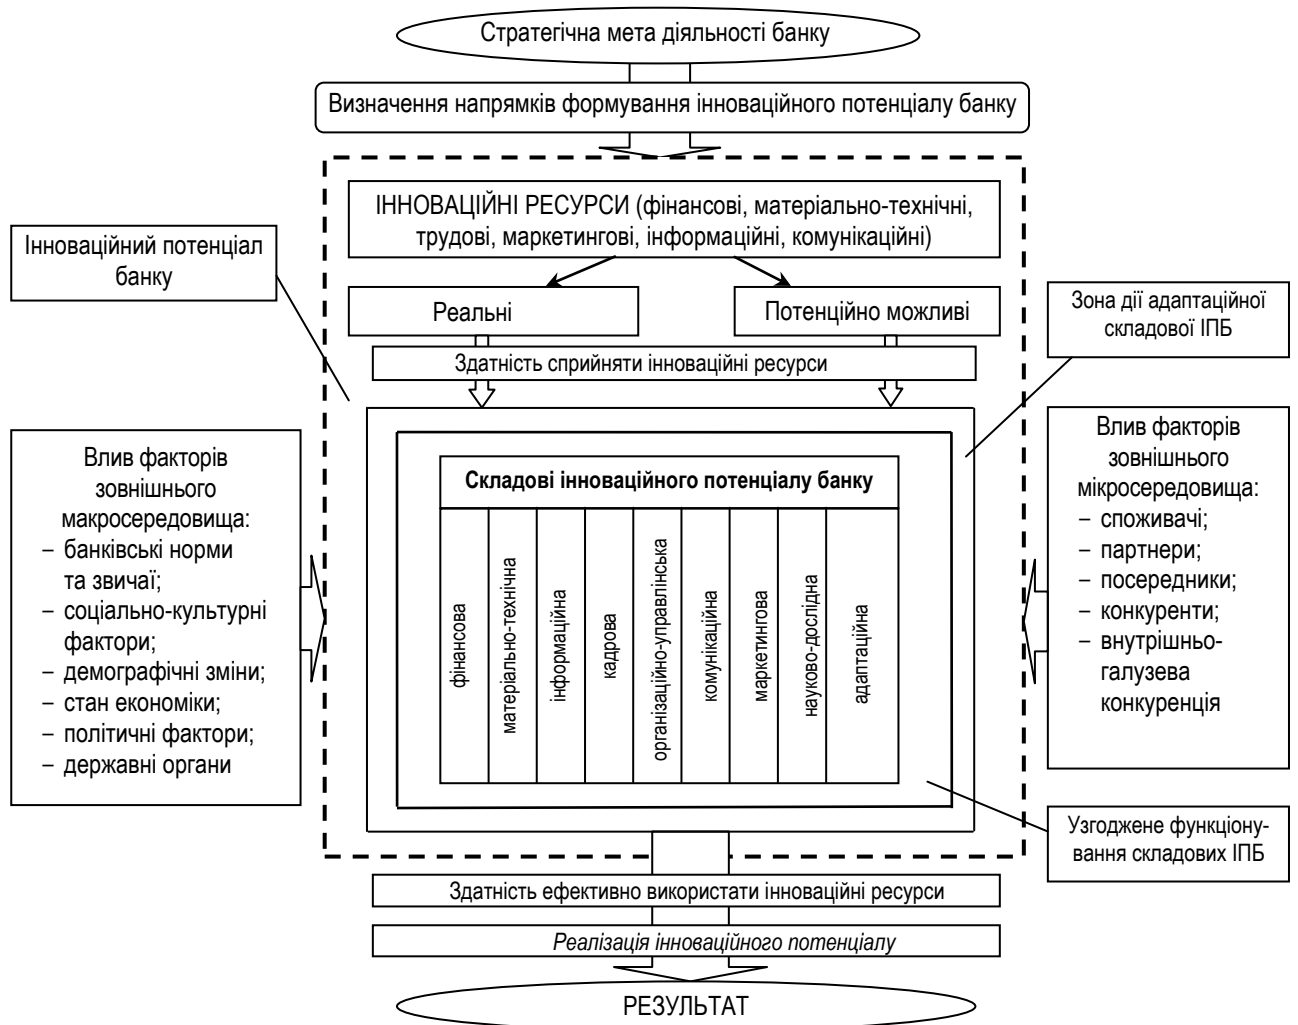 Стратегічна мета діяльності банку
Визначення напрямків формування інноваційного потенціалу банку
ІННОВАЦІЙНІ РЕСУРСИ (фінансові, матеріально-технічні,
трудові, маркетингові, інформаційні, комунікаційні)
Інноваційний потенціал
банку
Реальні
Потенційно можливі
Зона дії адаптаційної
складової ІПБ
Здатність сприйняти інноваційні ресурси
Влив факторів
зовнішнього
макросередовища:
– банківські норми
та звичаї;
– соціально-культурні
фактори;
– демографічні зміни;
– стан економіки;
– політичні фактори;
– державні органи
Складові інноваційного потенціалу банку
фінансова
матеріально-технічна
інформаційна
кадрова
організаційно-управлінська
комунікаційна
маркетингова
науково-дослідна
адаптаційна
Влив факторів
зовнішнього
мікросередовища:
– споживачі;
– партнери;
– посередники;
– конкуренти;
– внутрішньо-
галузева
конкуренція
Узгоджене функціону-
вання складових ІПБ
Здатність ефективно використати інноваційні ресурси
Реалізація інноваційного потенціалу
РЕЗУЛЬТАТ